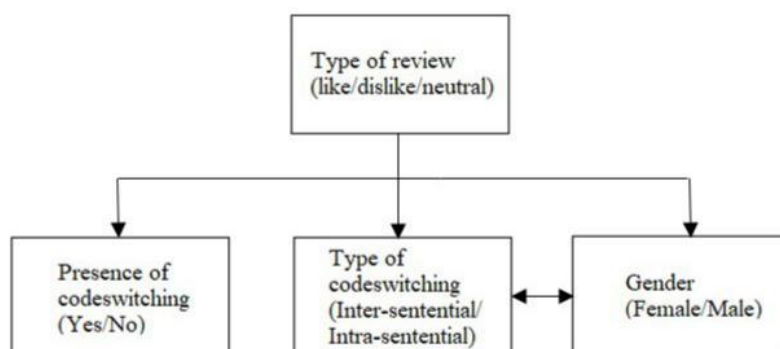 Type of review
(like/dislike/neutral)
Presence of
codeswitching
(Yes/No)
Type of
codeswitching
(Inter-sentential/
Intra-sentential)
Gender
(Female/Male)